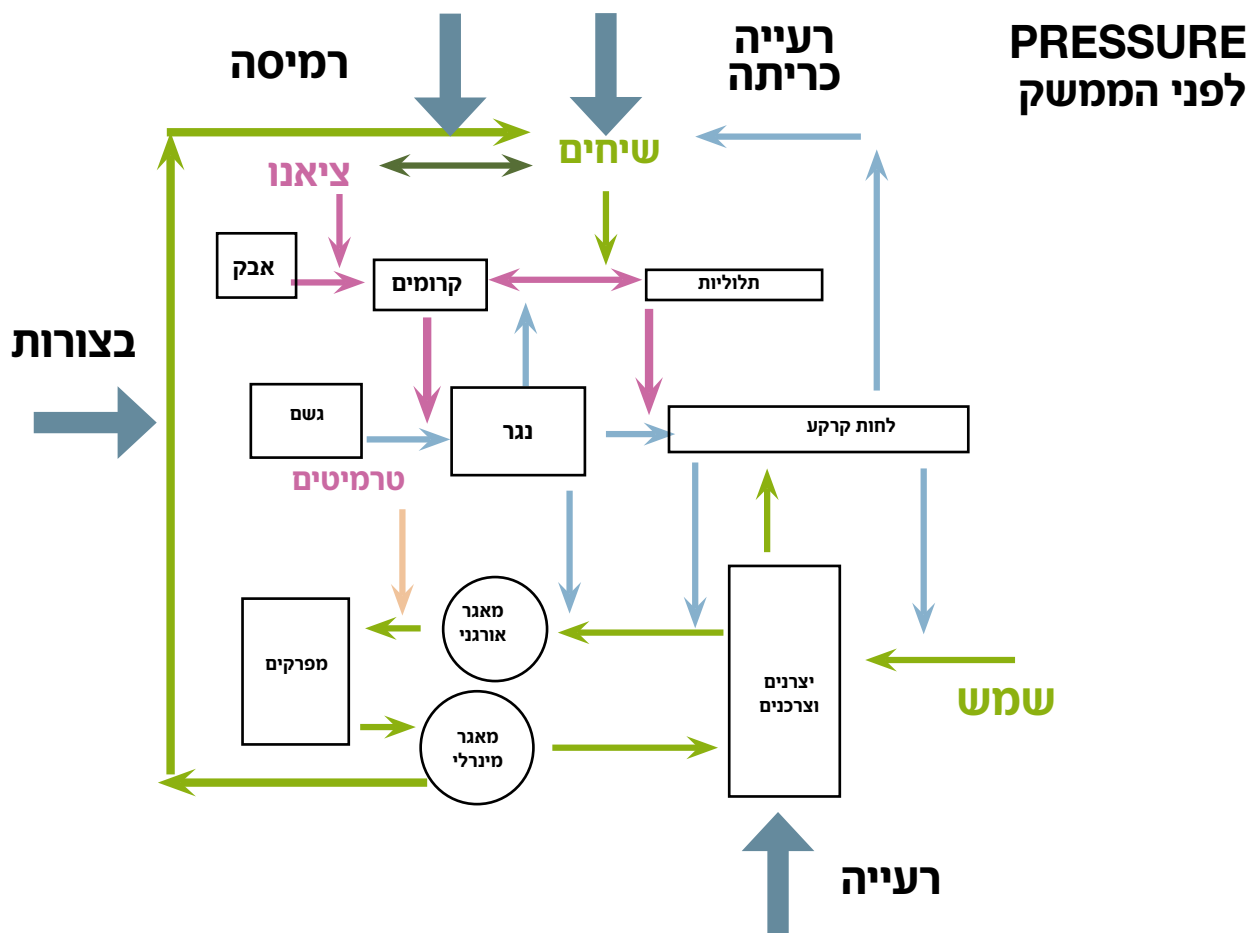 PRESSURE
לפני הממשק
רעייה
כריתה
רמיסה
שיחים
ציאנו
אבק
קרומים
תלוליות
בצורות
גשם
נגר
לחות קרקע
טרמיטים
מאגר
אורגני
מפרקים
יצרנים
וצרכנים
שמש
מאגר
מינרלי
רעייה